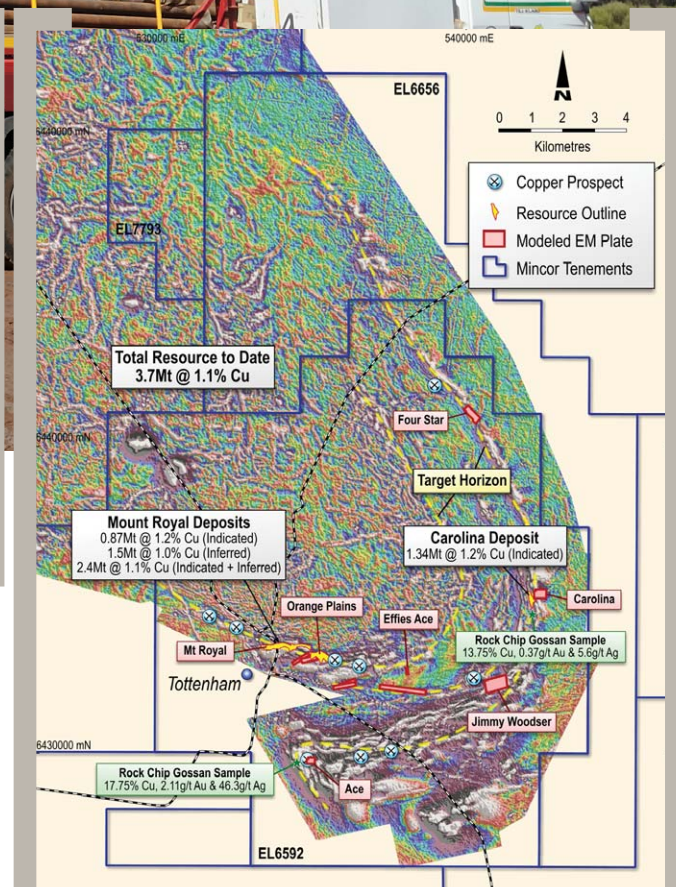 530000 mE
540000 mE
EL6656
N
0 1 2 3 4
Kilometres
6440000 mN
Copper Prospect
Resource Outline
Modeled EM Plate
Mincor Tenements
EL7793
Total Resource to Date
3.7Mt @ 1.1% Cu
Four Star
6440000 mN
Target Horizon
Mount Royal Deposits
0.87Mt @ 1.2% Cu (Indicated)
1.5Mt @ 1.0% Cu (Inferred)
2.4Mt @ 1.1% Cu (Indicated + Inferred)
Carolina Deposit
1.34Mt @ 1.2% Cu (Indicated)
Carolina
Orange Plains
Effies Ace
Mt Royal
Rock Chip Gossan Sample
13.75% Cu, 0.37g/t Au & 5.6g/t Ag
Tottenham
Jimmy Woodser
6430000 mN
Rock Chip Gossan Sample
17.75% Cu, 2.11g/t Au & 46.3g/t Ag
Ace
EL6592